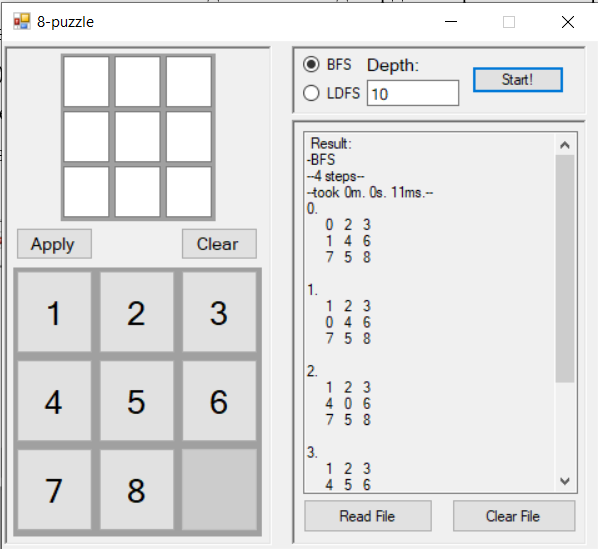 8-puzzle
Apply
Clear
1 2 3
4 5 6
7 8
BFS
Depth:
LDFS
10
Start!
Result:
-BFS
--4 steps--
--took 0m. 0s. 11ms.--
0.
0 2 3
1 4 6
7 5 8
1.
1 2 3
0 4 6
7 5 8
2.
1 2 3
4 0 6
7 5 8
3.
1 2 3
4 5 6
Read File
Clear File